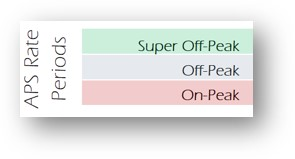 APS Rate
Periods
Super Off-Peak
Off-Peak
On-Peak